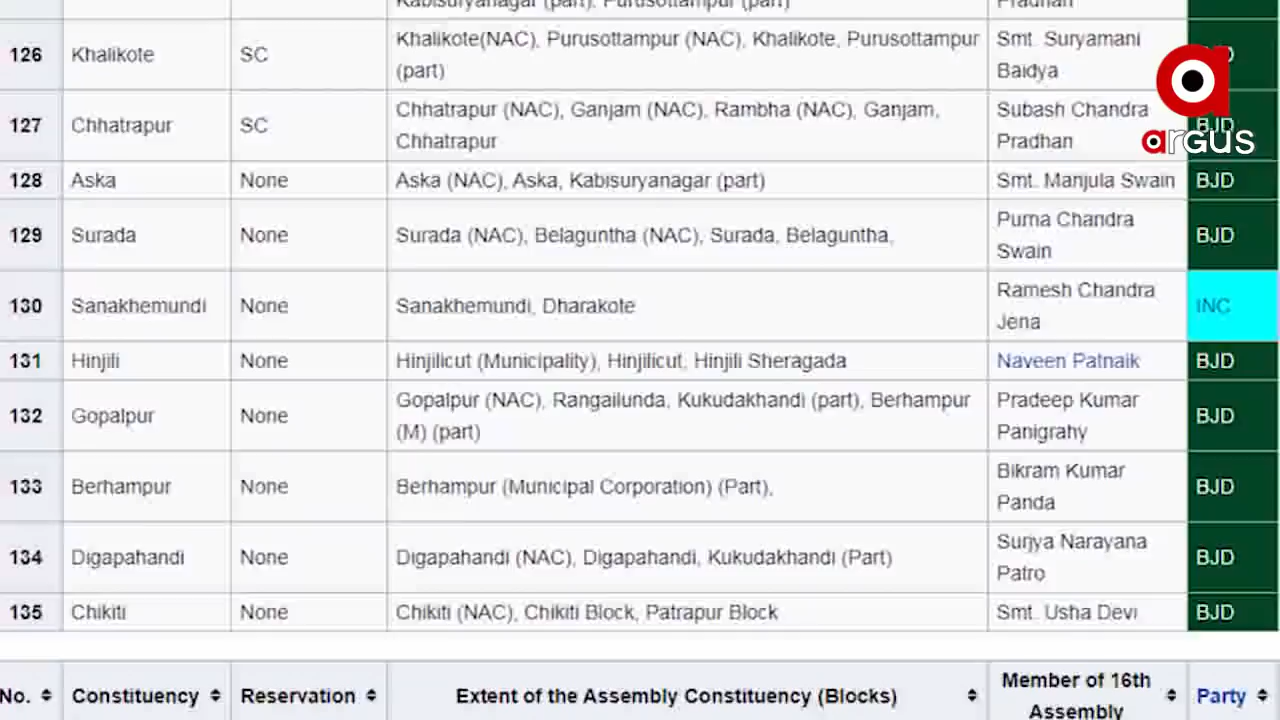 Kabisuryanagar (part), Purusottampur (part)
Pradhan
126 Khalikote SC Khalikote(NAC), Purusottampur (NAC), Khalikote, Purusottampur (part) Smt. Suryamani Baidya
127 Chhatrapur SC Chhatrapur (NAC), Ganjam (NAC), Rambha (NAC), Ganjam, Chhatrapur Subash Chandra Pradhan BJD
argus
128 Aska None Aska (NAC), Aska, Kabisuryanagar (part) Smt. Manjula Swain BJD
129 Surada None Surada (NAC), Belaguntha (NAC), Surada, Belaguntha, Purna Chandra Swain BJD
130 Sanakhemundi None Sanakhemundi, Dharakote Ramesh Chandra Jena INC
131 Hinjili None Hinjilicut (Municipality), Hinjilicut, Hinjili Sheragada Naveen Patnaik BJD
132 Gopalpur None Gopalpur (NAC), Rangailunda, Kukudakhandi (part), Berhampur (M) (part) Pradeep Kumar Panigrahy BJD
133 Berhampur None Berhampur (Municipal Corporation) (Part), Bikram Kumar Panda BJD
134 Digapahandi None Digapahandi (NAC), Digapahandi, Kukudakhandi (Part) Surjya Narayana Patro BJD
135 Chikiti None Chikiti (NAC), Chikiti Block, Patrapur Block Smt. Usha Devi BJD
No. Constituency Reservation Extent of the Assembly Constituency (Blocks) Member of 16th Assembly Party